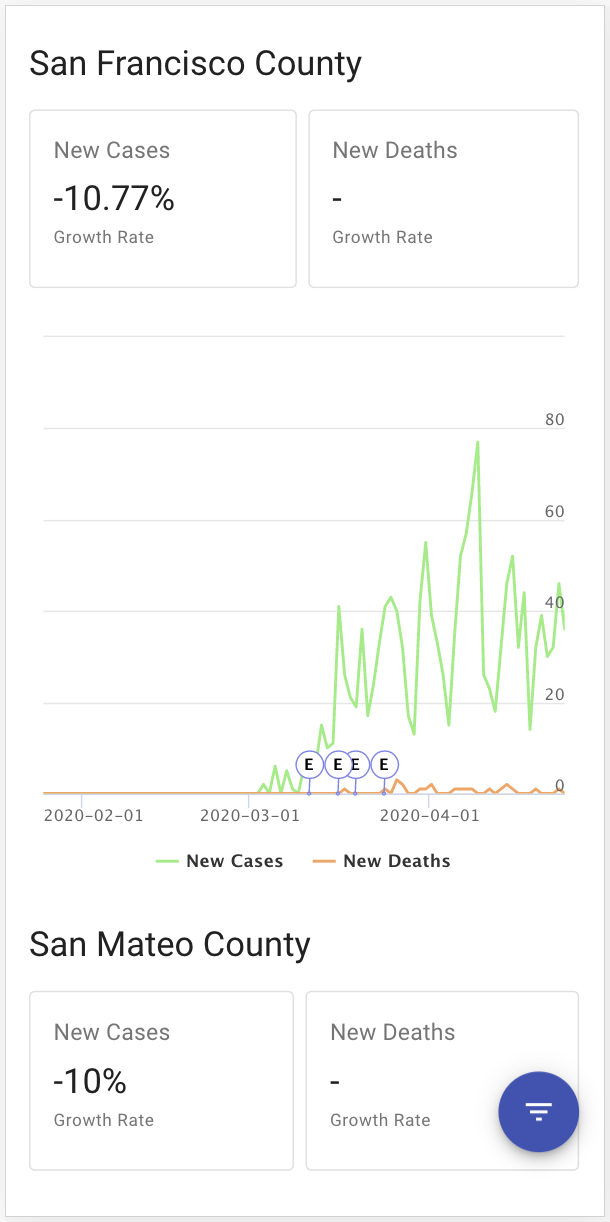 San Francisco County
New Cases
-10.77%
Growth Rate
New Deaths
-
Growth Rate
80
60
40
20
0
E E E E
2020-02-01 2020-03-01 2020-04-01
New Cases New Deaths
San Mateo County
New Cases
-10%
Growth Rate
New Deaths
-
Growth Rate